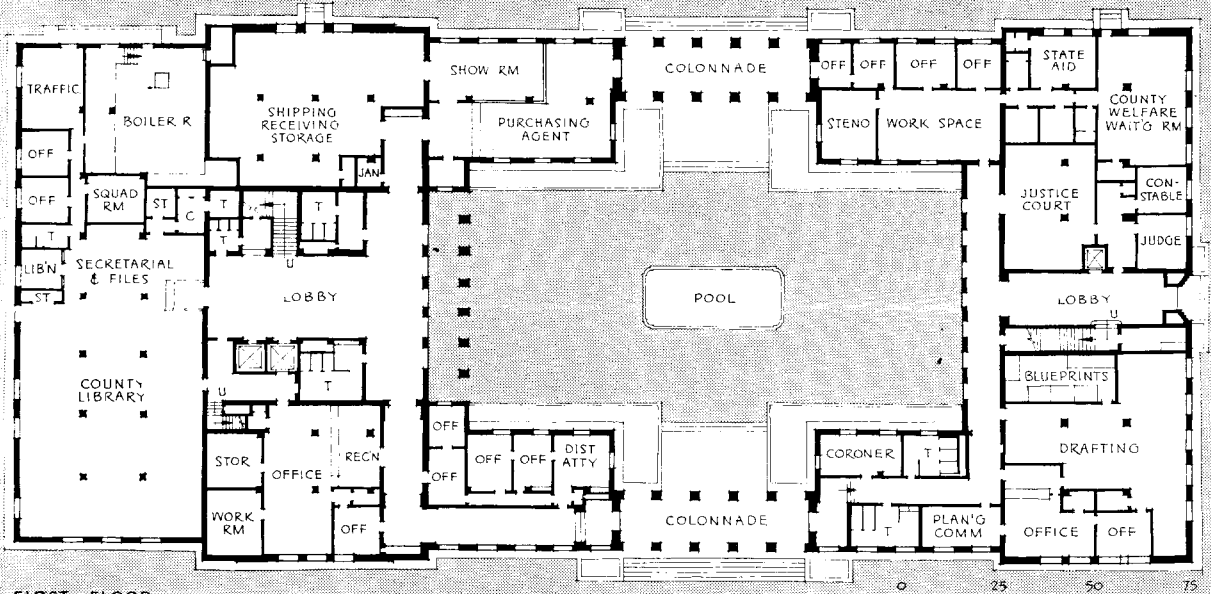 TRAFFIC
BOILER R
OFF
OFF
SQUAD
RM
ST
C
T
T
T
T
LIB'N
ST
SECRETARIAL
& FILES
COUNTY
LIBRARY
SHIPPING
RECEIVING
STORAGE
JAN
U
LOBBY
T
U
STOR
OFFICE
REC'N
WORK
RM
OFF
SHOW RM
PURCHASING
AGENT
COLONNADE
POOL
OFF
OFF
OFF
OFF
DIST
ATTY
COLONNADE
OFF
OFF
OFF
OFF
STENO
WORK SPACE
STATE
AID
COUNTY
WELFARE
WAIT'G RM
JUSTICE
COURT
CON-
STABLE
JUDGE
LOBBY
U
BLUEPRINTS
DRAFTING
CORONER
T
T
PLAN'G
COMM
OFFICE
OFF
FIRST FLOOR
0 25 50 75